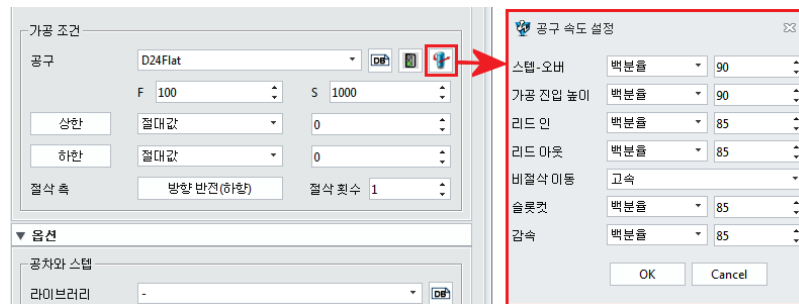 가공 조건
공구 D24Flat DB
F 100 S 1000
상한 절대값 0
하한 절대값 0
절삭 측 방향 반전(하향) 절삭 횟수 1
▼ 옵션
공차와 스텝
라이브러리 - DB
공구 속도 설정
스텝-오버 백분율 90
가공 진입 높이 백분율 90
리드 인 백분율 85
리드 아웃 백분율 85
비절삭 이동 고속
슬롯컷 백분율 85
감속 백분율 85
OK Cancel